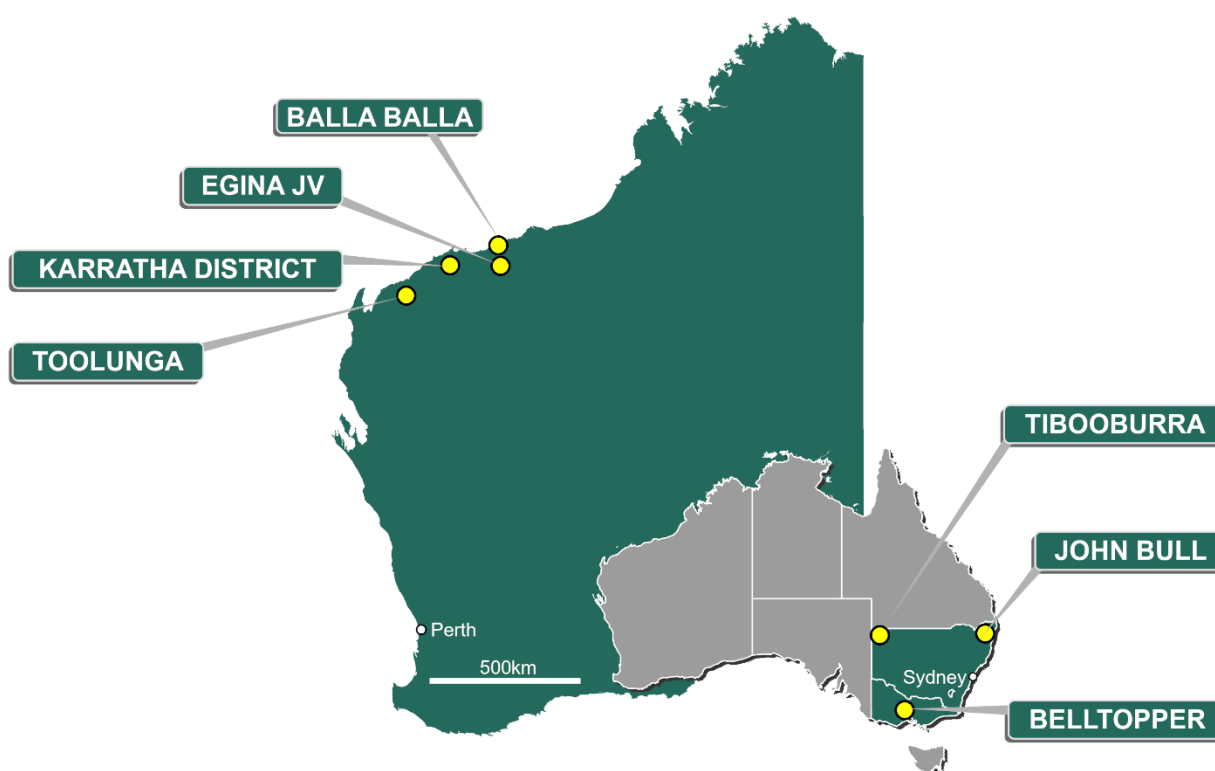 BALLA BALLA
EGINA JV
KARRATHA DISTRICT
TOOLUNGA
TIBOOBURRA
JOHN BULL
Perth
500km
Sydney
BELLTOPPER